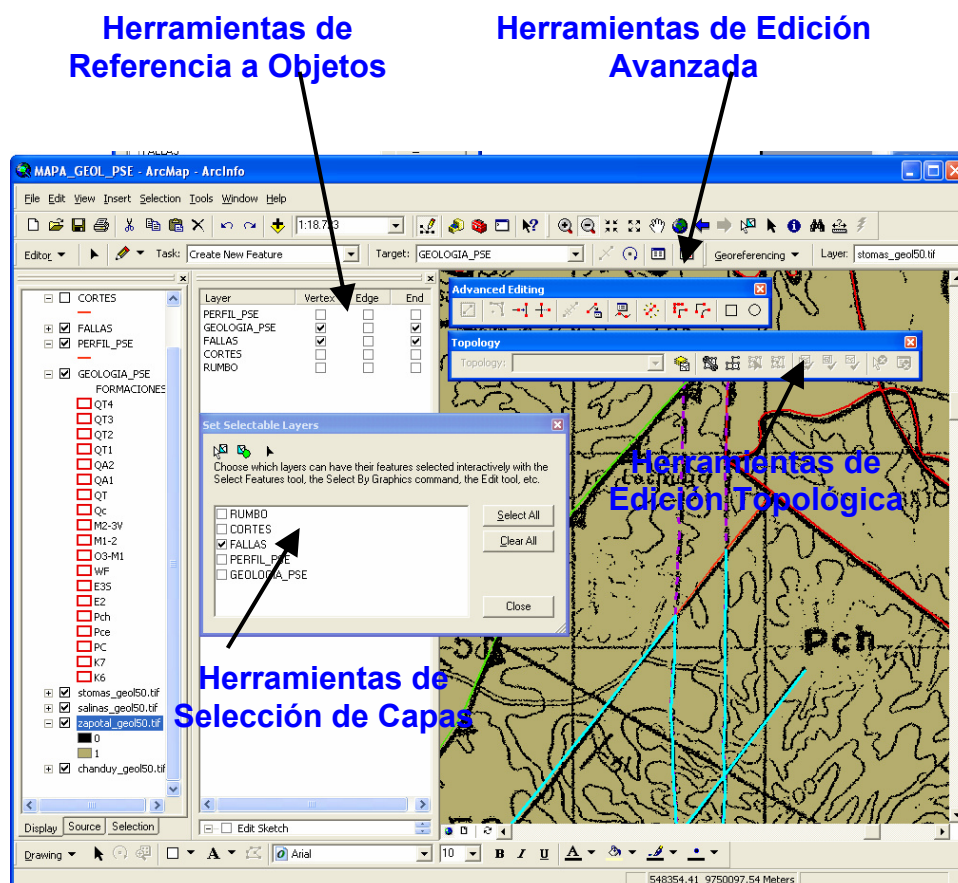 Herramientas de
Referencia a Objetos
Herramientas de Edición
Avanzada
MAPA_GEOL_PSE - ArcMap - ArcInfo
File Edit View Insert Selection Tools Window Help
1:18.723
Editor Task: Create New Feature Target: GEOLOGIA_PSE Georeferencing Layer: stomas_geol50.tif
CORTES
FALLAS
PERFIL_PSE
GEOLOGIA_PSE
FORMACIONES
QT4
QT3
QT2
QT1
QA2
QA1
QT
Qc
M2-3V
M1-2
O3-M1
WF
E3S
E2
Pch
Pce
PC
K7
K6
stomas_geol50.tif
salinas_geol50.tif
zapotal_geol50.tif
0
1
chanduy_geol50.tif
Display Source Selection
Layer Vertex Edge End
PERFIL_PSE
GEOLOGIA_PSE
FALLAS
CORTES
RUMBO
Edit Sketch
Advanced Editing
Topology
Topology:
Set Selectable Layers
Choose which layers can have their features selected interactively with the
Select Features tool, the Select By Graphics command, the Edit tool, etc.
RUMBO
CORTES
FALLAS
PERFIL_PSE
GEOLOGIA_PSE
Select All
Clear All
Close
Herramientas de
Edición Topológica
Pch
Herramientas de
Selección de Capas
Drawing A Arial 10 B I U A
548354.41 9750097.54 Meters